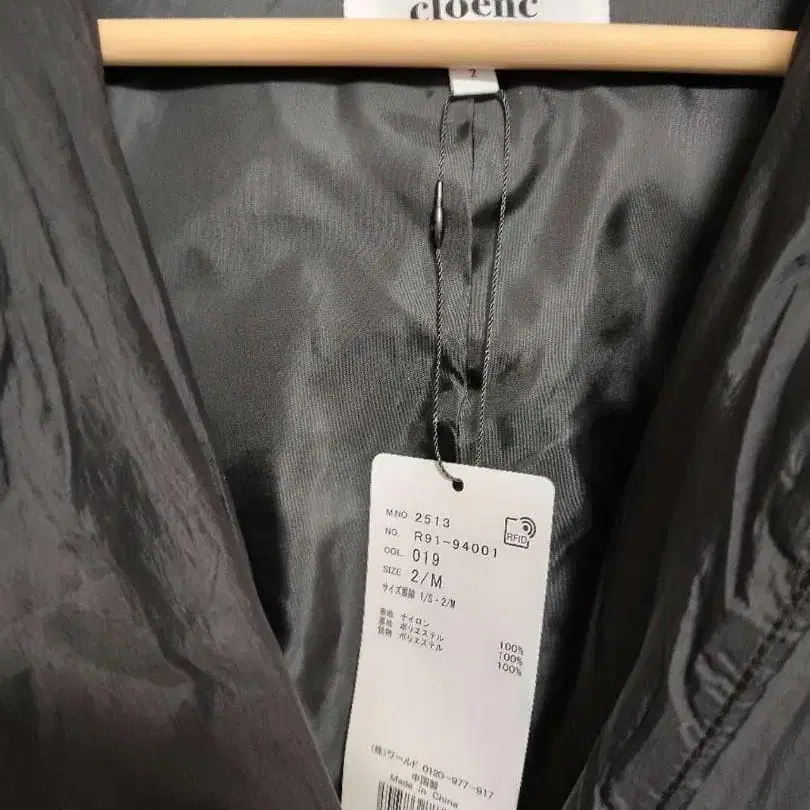 cloenc
2
M.NO. 2513
NO. R91-94001
RFID
COL. 019
SIZE 2/M
サイズ展開 1/S・2/M
表地 ナイロン 100%
裏地 ポリエステル 100%
詰物 ポリエステル 100%
(株)ワールド 0120-977-917
中国製
Made in China